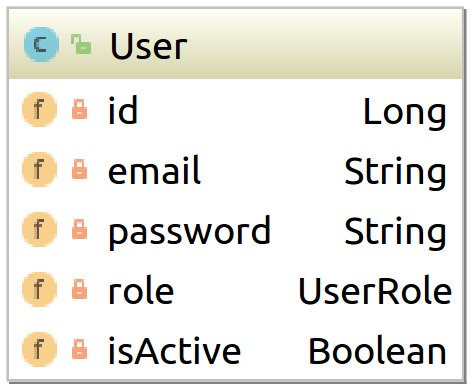 C User
f id Long
f email String
f password String
f role UserRole
f isActive Boolean